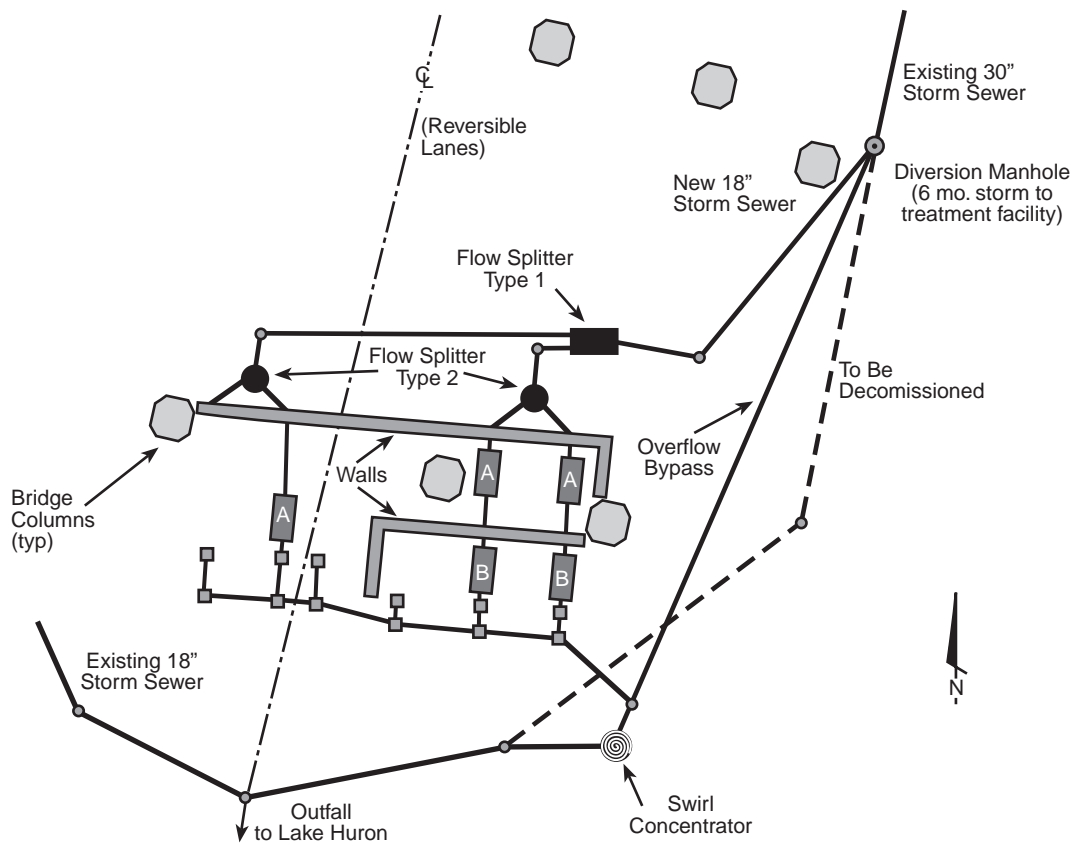 ℄
(Reversible
Lanes)
Existing 30”
Storm Sewer
Diversion Manhole
(6 mo. storm to
treatment facility)
New 18”
Storm Sewer
Flow Splitter
Type 1
Flow Splitter
Type 2
To Be
Decomissioned
Overflow
Bypass
Walls
A
A
A
Bridge
Columns
(typ)
B
B
Existing 18”
Storm Sewer
N
Outfall
to Lake Huron
Swirl
Concentrator